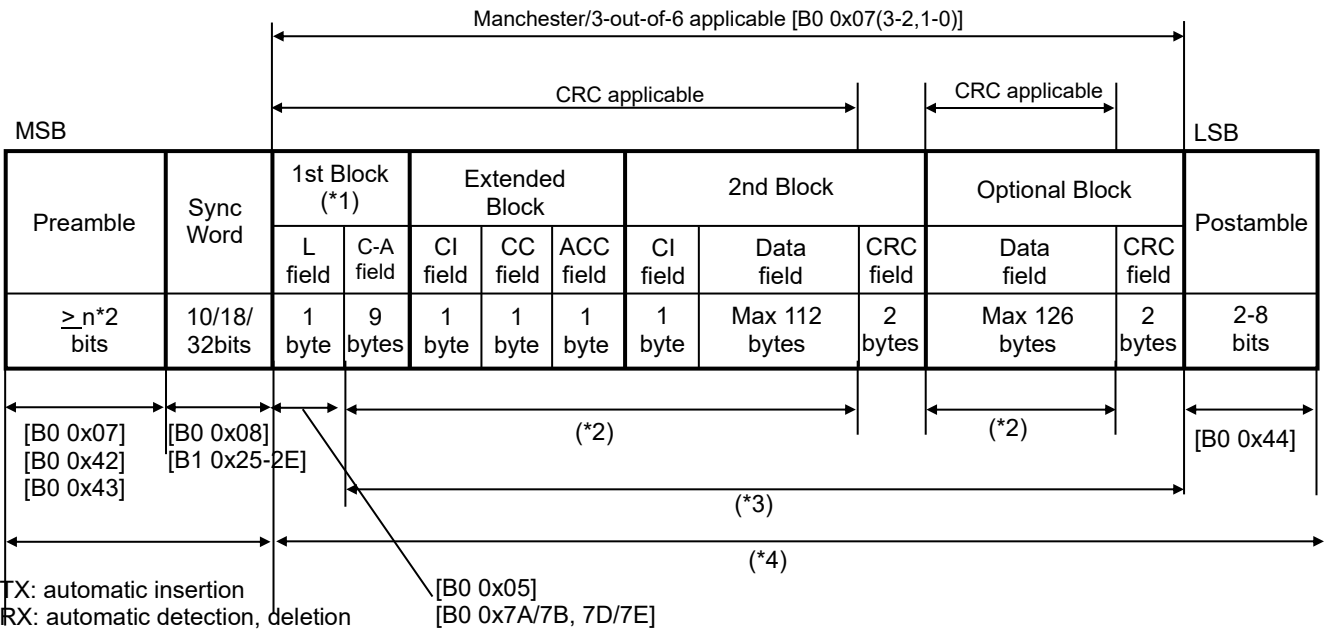 Manchester/3-out-of-6 applicable [B0 0x07(3-2,1-0)]
CRC applicable
CRC applicable
MSB
LSB
Preamble
Sync
Word
1st Block
(*1)
Extended
Block
2nd Block
Optional Block
Postamble
L
field
C-A
field
CI
field
CC
field
ACC
field
CI
field
Data
field
CRC
field
Data
field
CRC
field
> n*2
bits
10/18/
32bits
1
byte
9
bytes
1
byte
1
byte
1
byte
1
byte
Max 112
bytes
2
bytes
Max 126
bytes
2
bytes
2-8
bits
[B0 0x07]
[B0 0x42]
[B0 0x43]
[B0 0x08]
[B1 0x25-2E]
(*2)
(*2)
[B0 0x44]
(*3)
(*4)
TX: automatic insertion
RX: automatic detection, deletion
[B0 0x05]
[B0 0x7A/7B, 7D/7E]